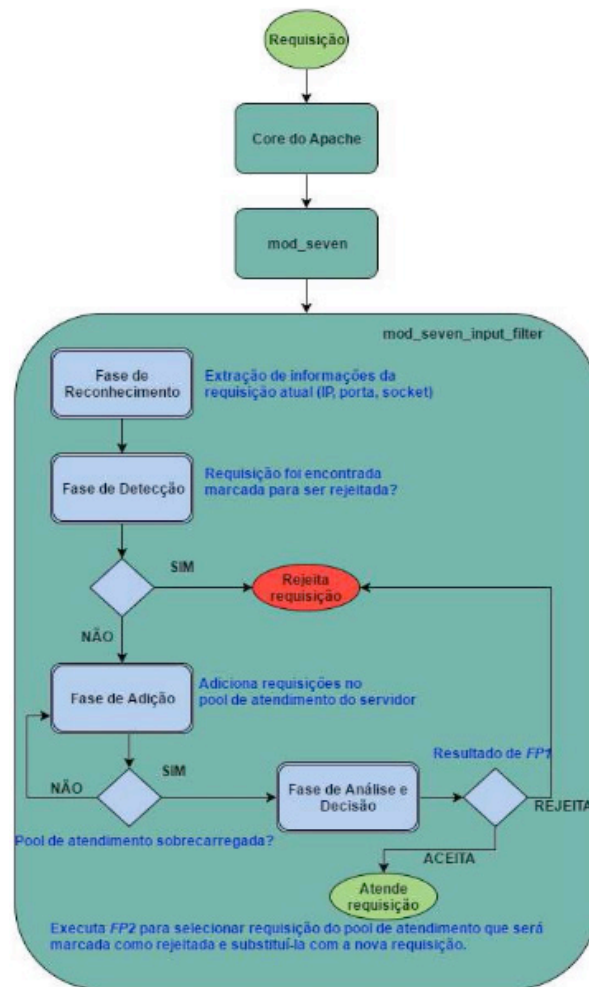 Requisição
Core do Apache
mod_seven
mod_seven_input_filter
Fase de
Reconhecimento
Extração de informações da
requisição atual (IP, porta, socket)
Fase de Detecção
Requisição foi encontrada
marcada para ser rejeitada?
SIM
Rejeita
requisição
NÃO
Fase de Adição
Adiciona requisições no
pool de atendimento do servidor
Resultado de FP1
SIM
NÃO
Fase de Análise e
Decisão
REJEITA
Pool de atendimento sobrecarregada?
ACEITA
Atende
requisição
Executa FP2 para selecionar requisição do pool de atendimento que será
marcada como rejeitada e substituí-la com a nova requisição.